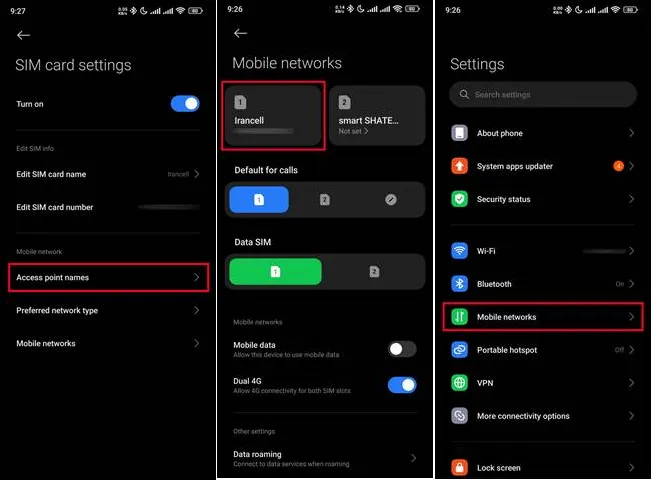 9:27
SIM card settings
Turn on
Edit SIM info
Edit SIM card name
Irancell
Edit SIM card number
Mobile network
Access point names
Preferred network type
Mobile networks
9:26
Mobile networks
1
Irancell
2
smart SHATE...
Not set
Default for calls
1
2
Data SIM
1
2
Mobile networks
Mobile data
Allow this device to use mobile data
Dual 4G
Allow 4G connectivity for both SIM slots
Other settings
Data roaming
Connect to data services when roaming
9:26
Settings
Search settings
About phone
System apps updater
4
Security status
Wi-Fi
Bluetooth
On
Mobile networks
Portable hotspot
Off
VPN
More connectivity options
Lock screen